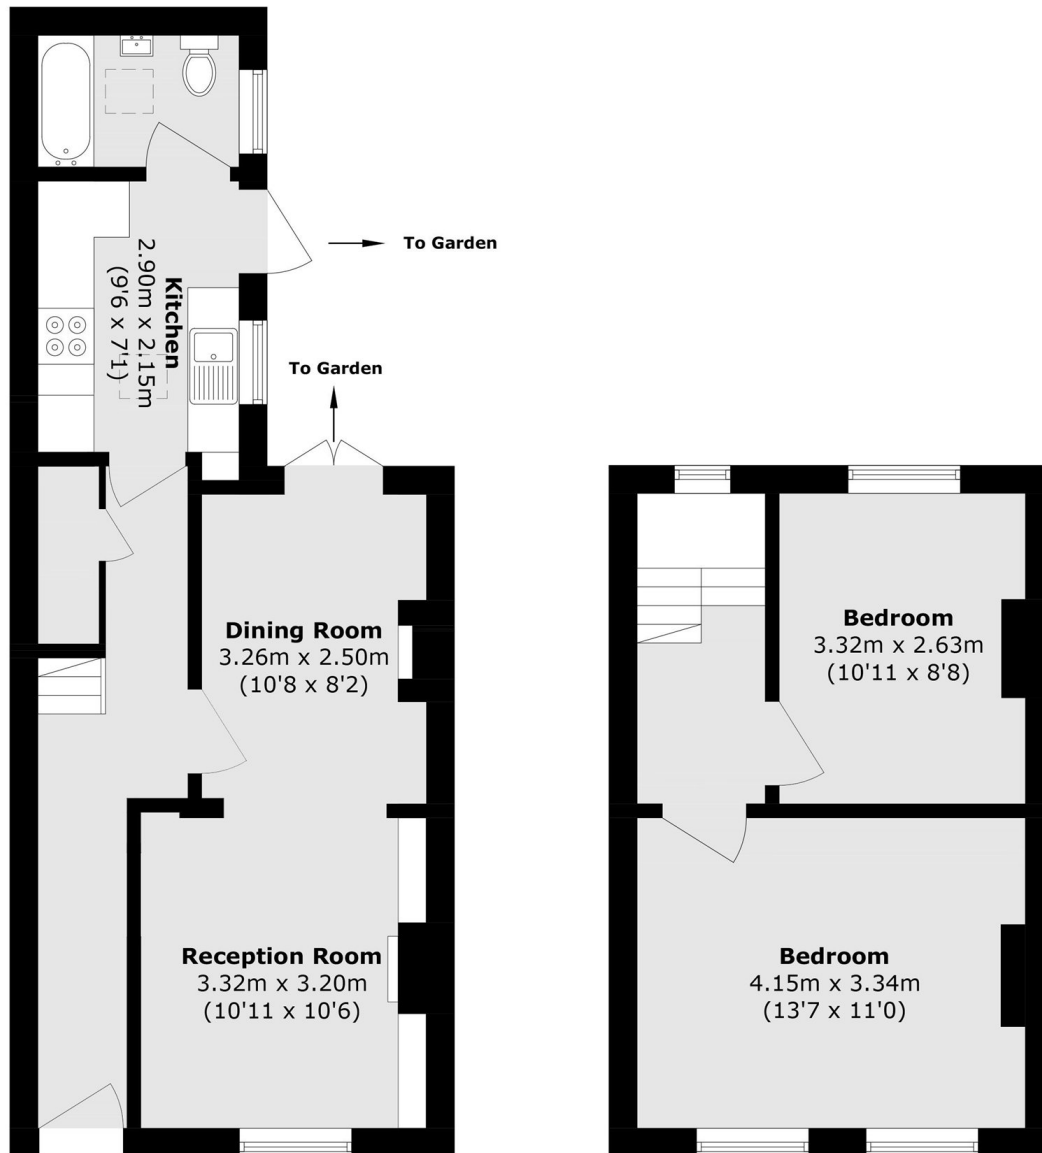 To Garden
Kitchen
2.90m x 2.15m
(9'6 x 7'1)
To Garden
Dining Room
3.26m x 2.50m
(10'8 x 8'2)
Bedroom
3.32m x 2.63m
(10'11 x 8'8)
Reception Room
3.32m x 3.20m
(10'11 x 10'6)
Bedroom
4.15m x 3.34m
(13'7 x 11'0)